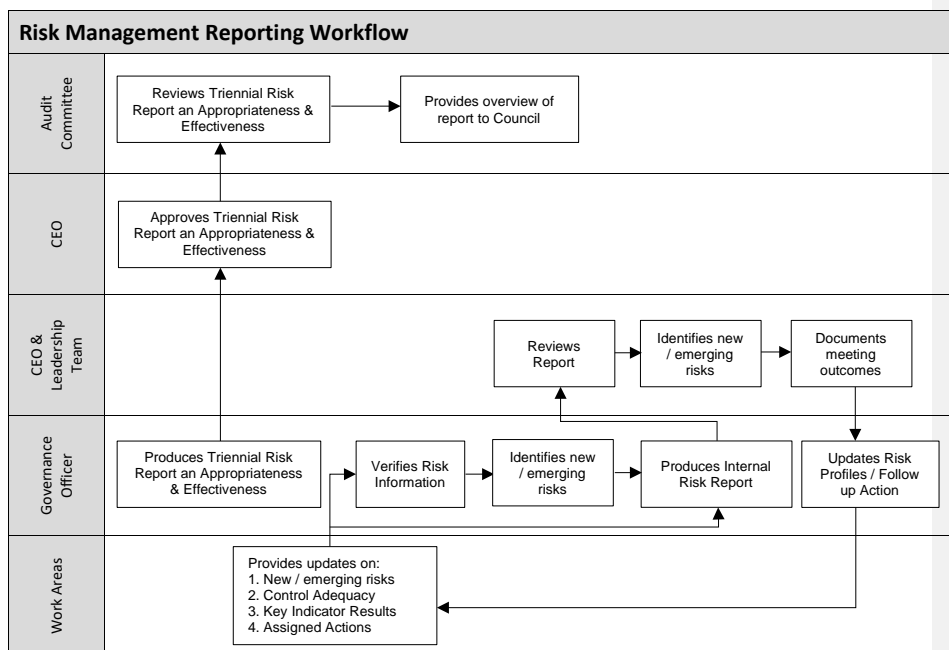 Risk Management Reporting Workflow
Audit
Committee
Reviews Triennial Risk
Report an Appropriateness &
Effectiveness
Provides overview of
report to Council
CEO
Approves Triennial Risk
Report an Appropriateness &
Effectiveness
CEO &
Leadership
Team
Reviews
Report
Identifies new
/ emerging
risks
Documents
meeting
outcomes
Governance
Officer
Produces Triennial Risk
Report an Appropriateness
& Effectiveness
Verifies Risk
Information
Identifies new
/ emerging
risks
Produces Internal
Risk Report
Updates Risk
Profiles / Follow
up Action
Work Areas
Provides updates on:
1. New / emerging risks
2. Control Adequacy
3. Key Indicator Results
4. Assigned Actions